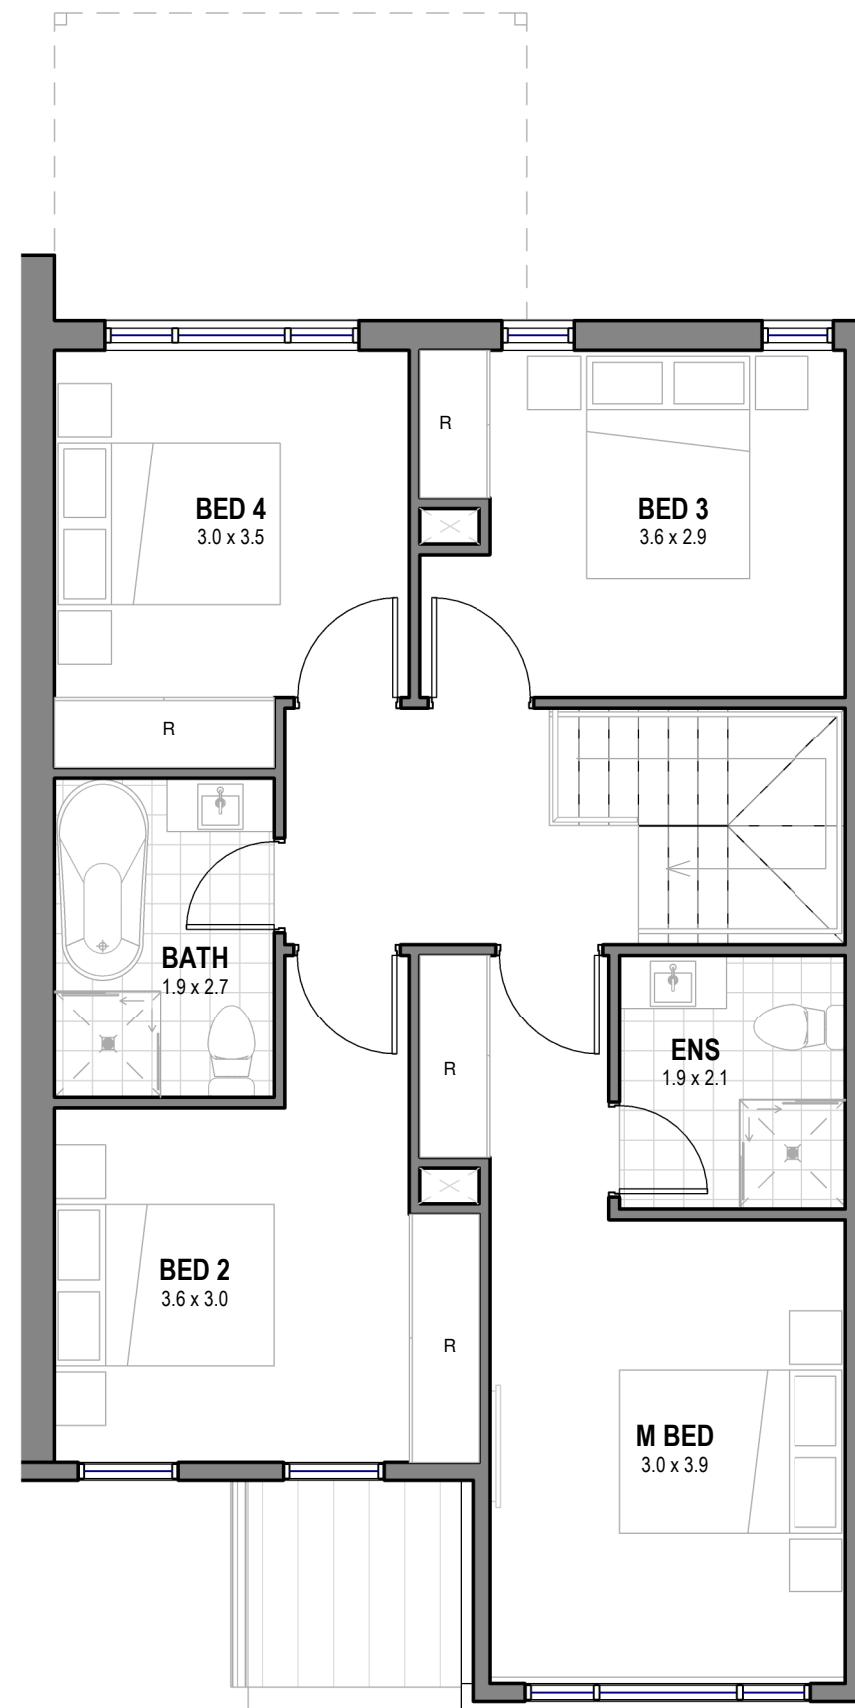 R
BED 4
3.0 x 3.5
BED 3
3.6 x 2.9
R
BATH
1.9 x 2.7
ENS
1.9 x 2.1
R
BED 2
3.6 x 3.0
R
M BED
3.0 x 3.9